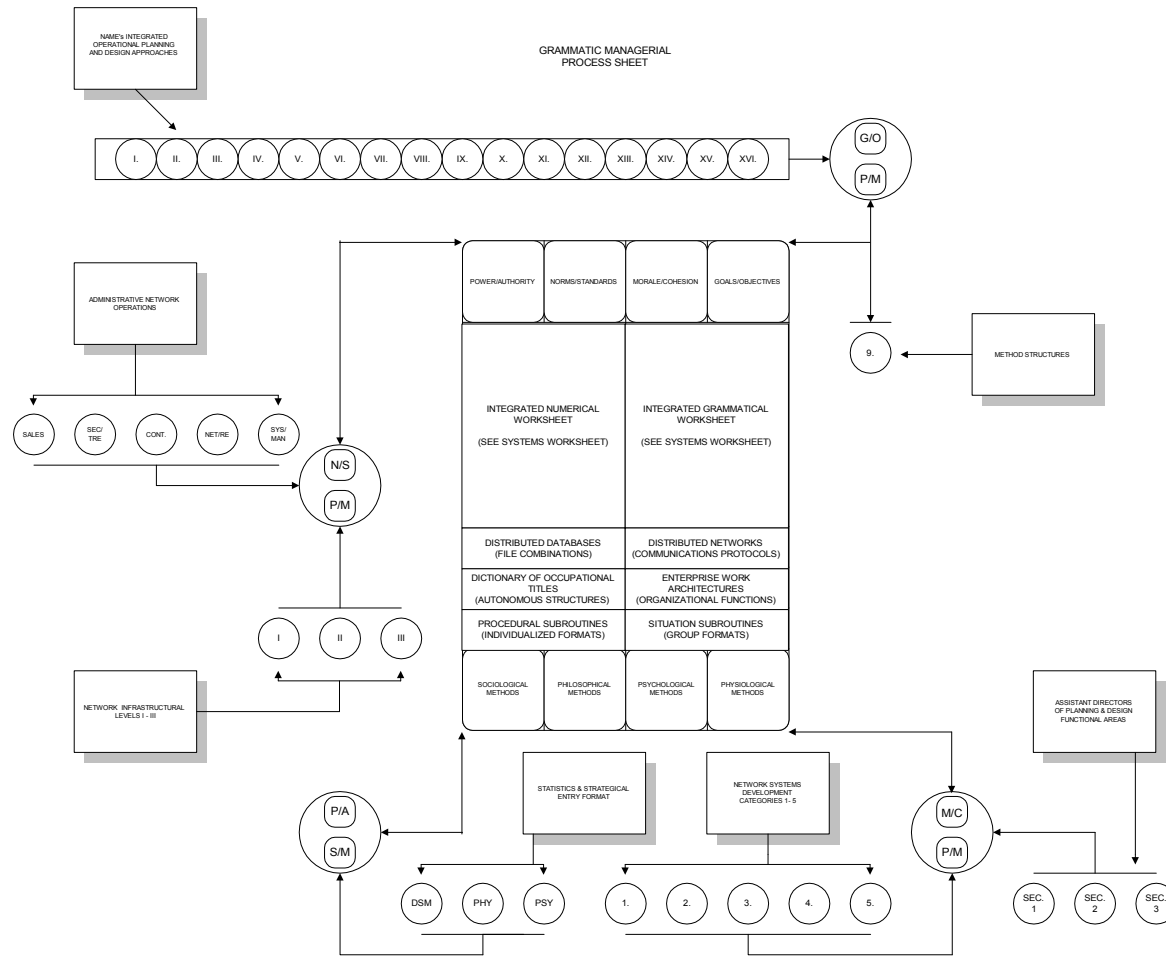 NAME's INTEGRATED
OPERATIONAL PLANNING
AND DESIGN APPROACHES
GRAMMATIC MANAGERIAL
PROCESS SHEET
I.
II.
III.
IV.
V.
VI.
VII.
VIII.
IX.
X.
XI.
XII.
XIII.
XIV.
XV.
XVI.
G/O
P/M
POWER/AUTHORITY
NORMS/STANDARDS
MORALE/COHESION
GOALS/OBJECTIVES
ADMINISTRATIVE NETWORK
OPERATIONS
SALES
SEC/
TRE
CONT.
NET/RE
SYS/
MAN
N/S
P/M
9.
METHOD STRUCTURES
INTEGRATED NUMERICAL
WORKSHEET
(SEE SYSTEMS WORKSHEET)
INTEGRATED GRAMMATICAL
WORKSHEET
(SEE SYSTEMS WORKSHEET)
DISTRIBUTED DATABASES
(FILE COMBINATIONS)
DISTRIBUTED NETWORKS
(COMMUNICATIONS PROTOCOLS)
DICTIONARY OF OCCUPATIONAL
TITLES
(AUTONOMOUS STRUCTURES)
ENTERPRISE WORK
ARCHITECTURES
(ORGANIZATIONAL FUNCTIONS)
PROCEDURAL SUBROUTINES
(INDIVIDUALIZED FORMATS)
SITUATION SUBROUTINES
(GROUP FORMATS)
I
II
III
NETWORK INFRASTRUCTURAL
LEVELS I - III
SOCIOLOGICAL
METHODS
PHILOSOPHICAL
METHODS
PSYCHOLOGICAL
METHODS
PHYSIOLOGICAL
METHODS
ASSISTANT DIRECTORS
OF PLANNING & DESIGN
FUNCTIONAL AREAS
STATISTICS & STRATEGICAL
ENTRY FORMAT
NETWORK SYSTEMS
DEVELOPMENT
CATEGORIES 1- 5
P/A
S/M
M/C
P/M
DSM
PHY
PSY
1.
2.
3.
4.
5.
SEC.
1
SEC.
2
SEC.
3